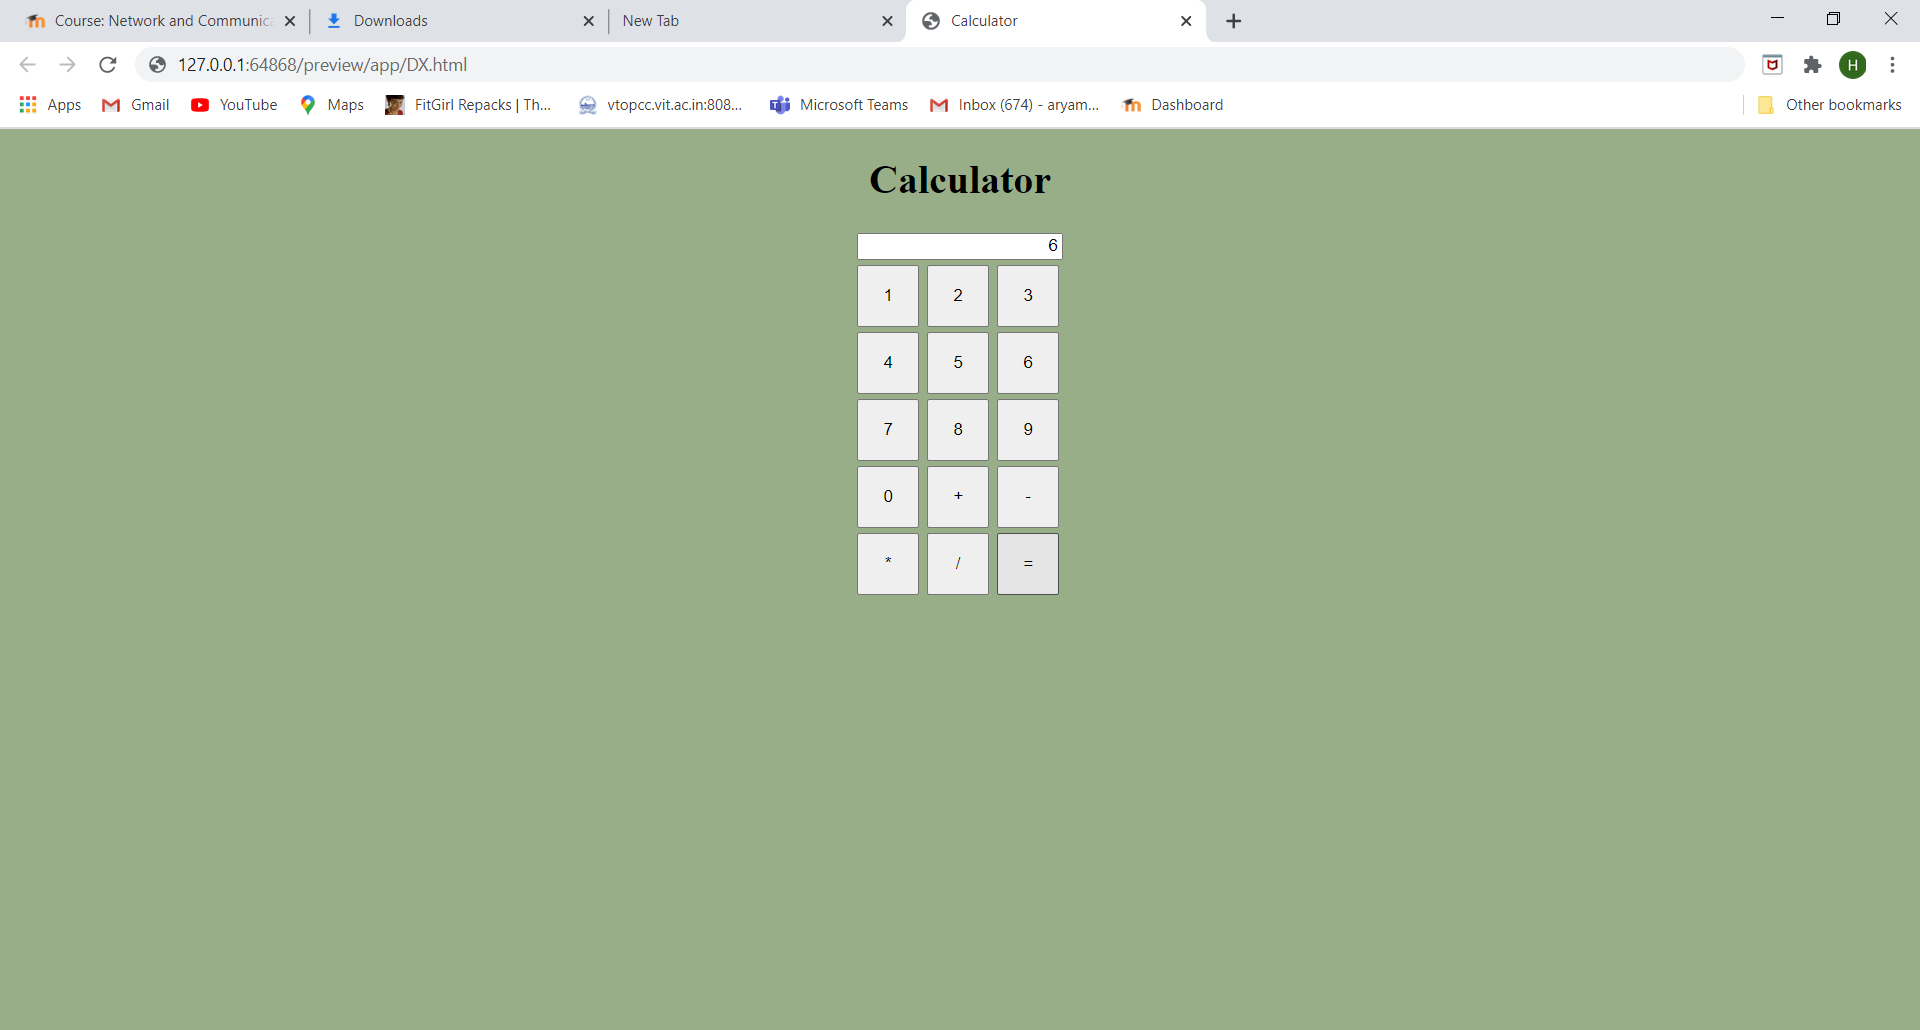 Course: Network and Communica
Downloads
New Tab
Calculator
127.0.0.1:64868/preview/app/DX.html
H
Apps
Gmail
YouTube
Maps
FitGirl Repacks | Th...
vtopcc.vit.ac.in:808...
Microsoft Teams
Inbox (674) - aryam...
Dashboard
Other bookmarks
Calculator
6
1 2 3
4 5 6
7 8 9
0 + -
* / =